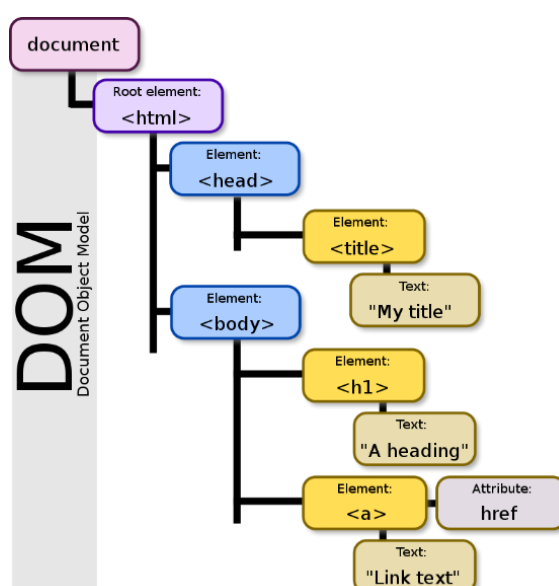 document
Root element:
<html>
Element:
<head>
Element:
<title>
Text:
"My title"
Element:
<body>
Element:
<h1>
Text:
"A heading"
Element:
<a>
Attribute:
href
Text:
"Link text"
DOM
Document Object Model